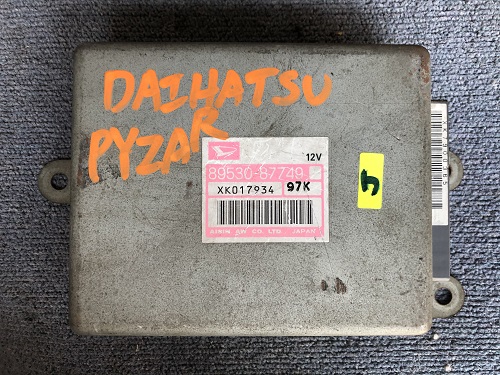 DAIHATSU
PYZAR
12V
89530-87749
XK017934 97K
AISIN AW CO., LTD. JAPAN
J